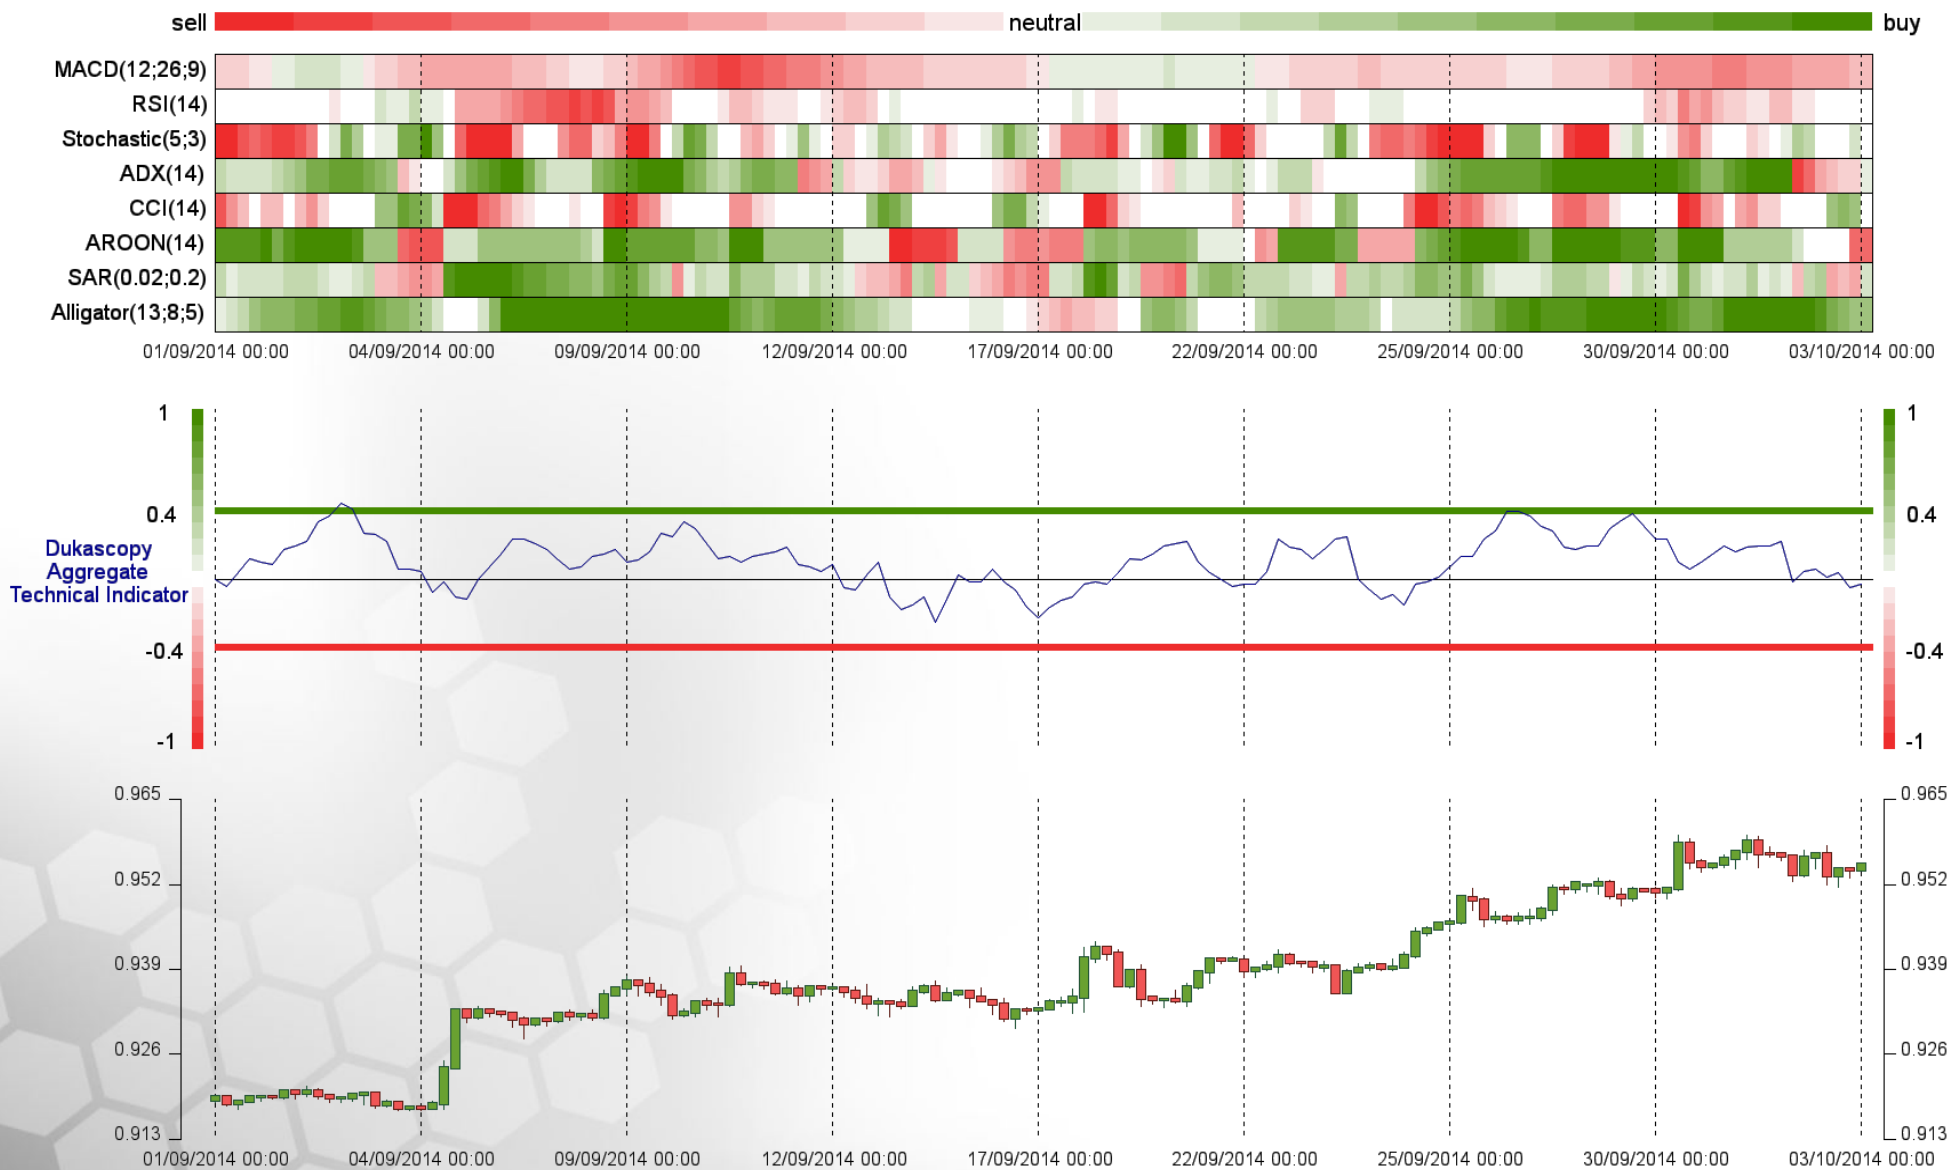 sell neutral buy
MACD(12;26;9)
RSI(14)
Stochastic(5;3)
ADX(14)
CCI(14)
AROON(14)
SAR(0.02;0.2)
Alligator(13;8;5)
01/09/2014 00:00 04/09/2014 00:00 09/09/2014 00:00 12/09/2014 00:00 17/09/2014 00:00 22/09/2014 00:00 25/09/2014 00:00 30/09/2014 00:00 03/10/2014 00:00
1 1
0.4 0.4
Dukascopy
Aggregate
Technical Indicator
-0.4 -0.4
-1 -1
0.965 0.965
0.952 0.952
0.939 0.939
0.926 0.926
0.913 0.913
01/09/2014 00:00 04/09/2014 00:00 09/09/2014 00:00 12/09/2014 00:00 17/09/2014 00:00 22/09/2014 00:00 25/09/2014 00:00 30/09/2014 00:00 03/10/2014 00:00